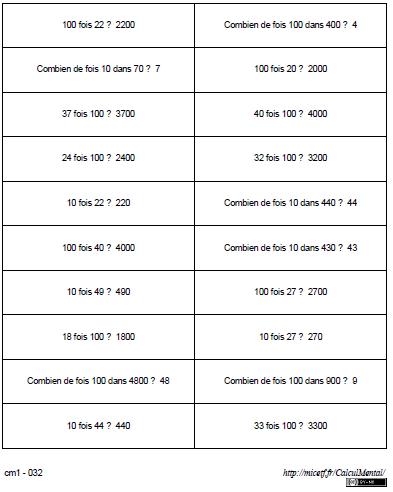 100 fois 22 ? 2200
Combien de fois 100 dans 400 ? 4
Combien de fois 10 dans 70 ? 7
100 fois 20 ? 2000
37 fois 100 ? 3700
40 fois 100 ? 4000
24 fois 100 ? 2400
32 fois 100 ? 3200
10 fois 22 ? 220
Combien de fois 10 dans 440 ? 44
100 fois 40 ? 4000
Combien de fois 10 dans 430 ? 43
10 fois 49 ? 490
100 fois 27 ? 2700
18 fois 100 ? 1800
10 fois 27 ? 270
Combien de fois 100 dans 4800 ? 48
Combien de fois 100 dans 900 ? 9
10 fois 44 ? 440
33 fois 100 ? 3300
cm1 - 032
http://micetf.fr/CalculMental/
BY-NC